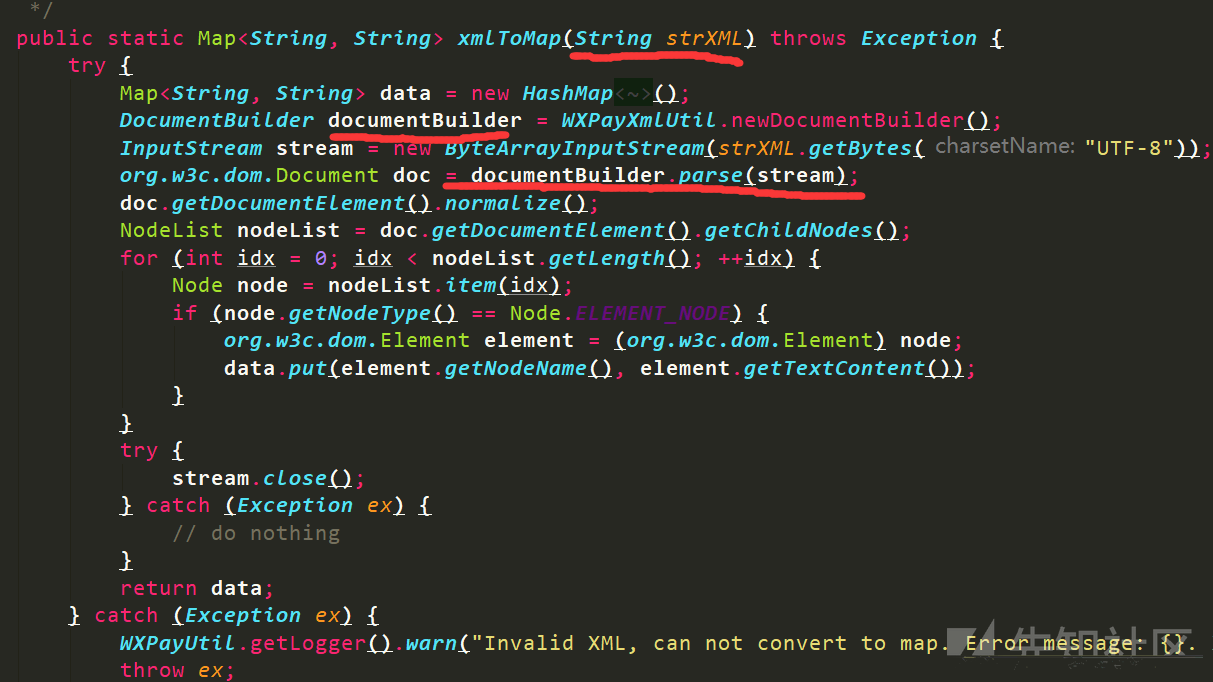 */
public static Map<String, String> xmlToMap(String strXML) throws Exception {
try {
Map<String, String> data = new HashMap<~>();
DocumentBuilder documentBuilder = WXPayXmlUtil.newDocumentBuilder();
InputStream stream = new ByteArrayInputStream(strXML.getBytes( charsetName: "UTF-8"));
org.w3c.dom.Document doc = documentBuilder.parse(stream);
doc.getDocumentElement().normalize();
NodeList nodeList = doc.getDocumentElement().getChildNodes();
for (int idx = 0; idx < nodeList.getLength(); ++idx) {
Node node = nodeList.item(idx);
if (node.getNodeType() == Node.ELEMENT_NODE) {
org.w3c.dom.Element element = (org.w3c.dom.Element) node;
data.put(element.getNodeName(), element.getTextContent());
}
}
try {
stream.close();
} catch (Exception ex) {
// do nothing
}
return data;
} catch (Exception ex) {
WXPayUtil.getLogger().warn("Invalid XML, can not convert to map. Error message: {}.
throw ex;